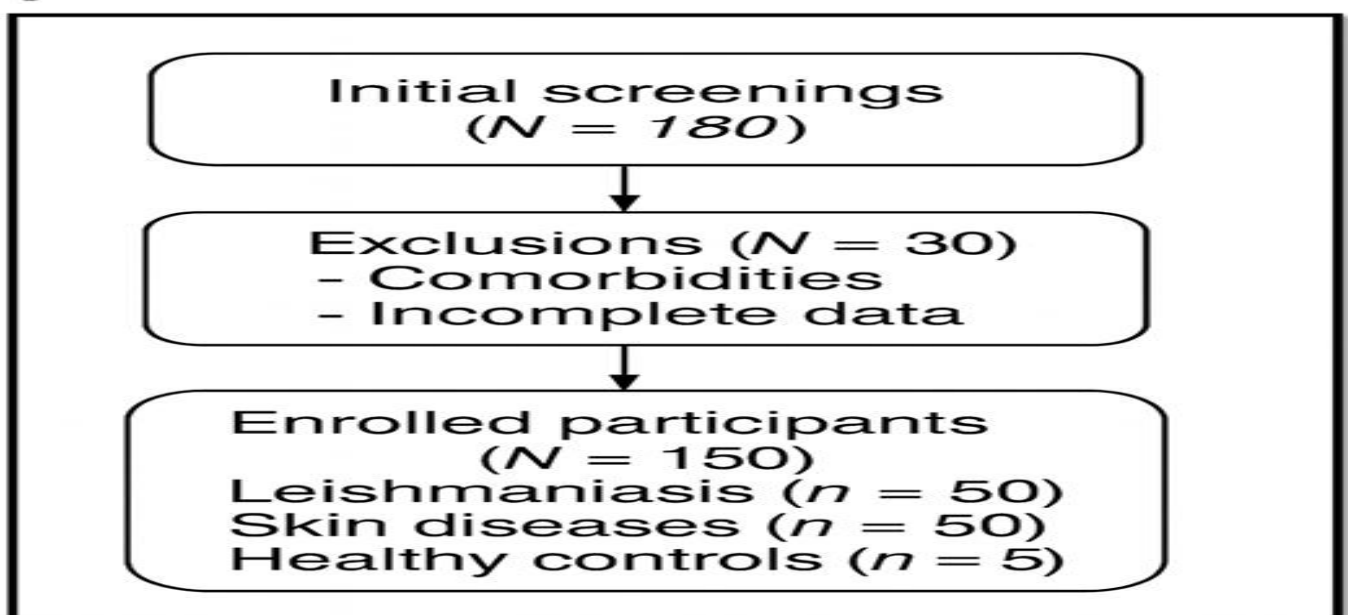 Initial screenings
(N = 180)
Exclusions (N = 30)
- Comorbidities
- Incomplete data
Enrolled participants
(N = 150)
Leishmaniasis (n = 50)
Skin diseases (n = 50)
Healthy controls (n = 5)